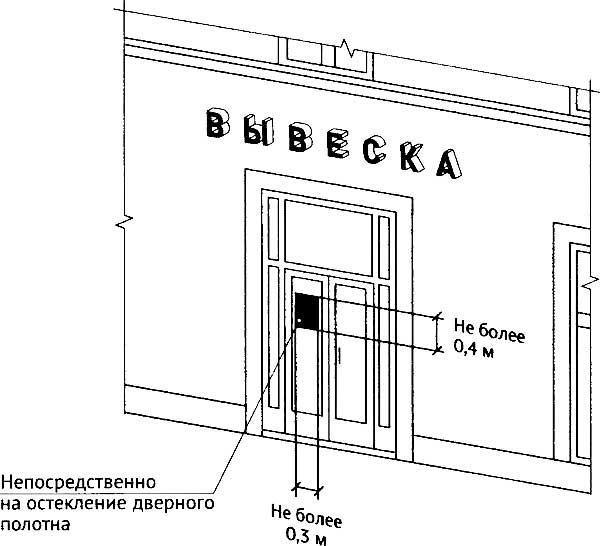 ВЫВЕСКА
Не более
0,4 м
Непосредственно
на остекление дверного
полотна
Не более
0,3 м